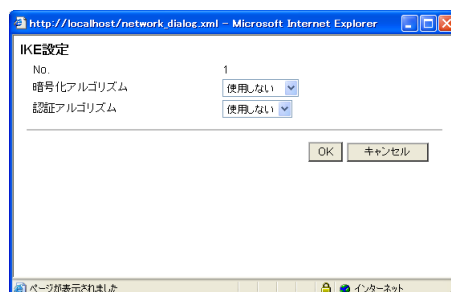 http://localhost/network_dialog.xml - Microsoft Internet Explorer
IKE設定
No. 1
暗号化アルゴリズム 使用しない
認証アルゴリズム 使用しない
OK キャンセル
ページが表示されました インターネット